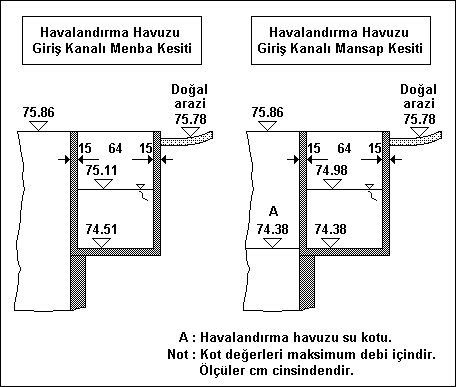 Havalandırma Havuzu
Giriş Kanalı Menba Kesiti
Havalandırma Havuzu
Giriş Kanalı Mansap Kesiti
Doğal
arazi
75.78
75.86
15 64 15
75.11
74.51
Doğal
arazi
75.78
75.86
15 64 15
74.98
A
74.38
74.38
A : Havalandırma havuzu su kotu.
Not : Kot değerleri maksimum debi içindir.
Ölçüler cm cinsindendir.